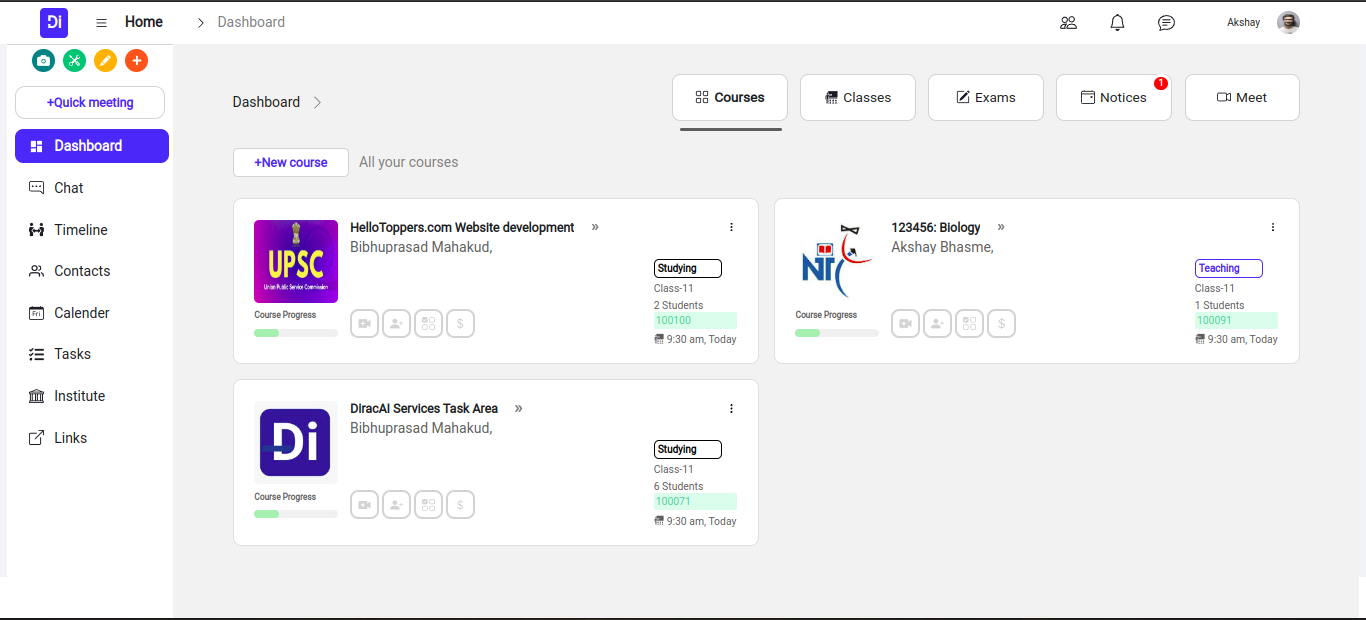 Di
Home
Dashboard
Akshay
+Quick meeting
Dashboard
Chat
Timeline
Contacts
Fri
Calender
Tasks
Institute
Links
Dashboard
Courses
Classes
Exams
Notices
1
Meet
+New course
All your courses
UPSC
Union Public Service Commission
HelloToppers.com Website development »
Bibhuprasad Mahakud,
Studying
Class-11
2 Students
100100
9:30 am, Today
Course Progress
$
NTC
123456: Biology »
Akshay Bhasme,
Teaching
Class-11
1 Students
100091
9:30 am, Today
Course Progress
$
Di
DiracAI Services Task Area »
Bibhuprasad Mahakud,
Studying
Class-11
6 Students
100071
9:30 am, Today
Course Progress
$